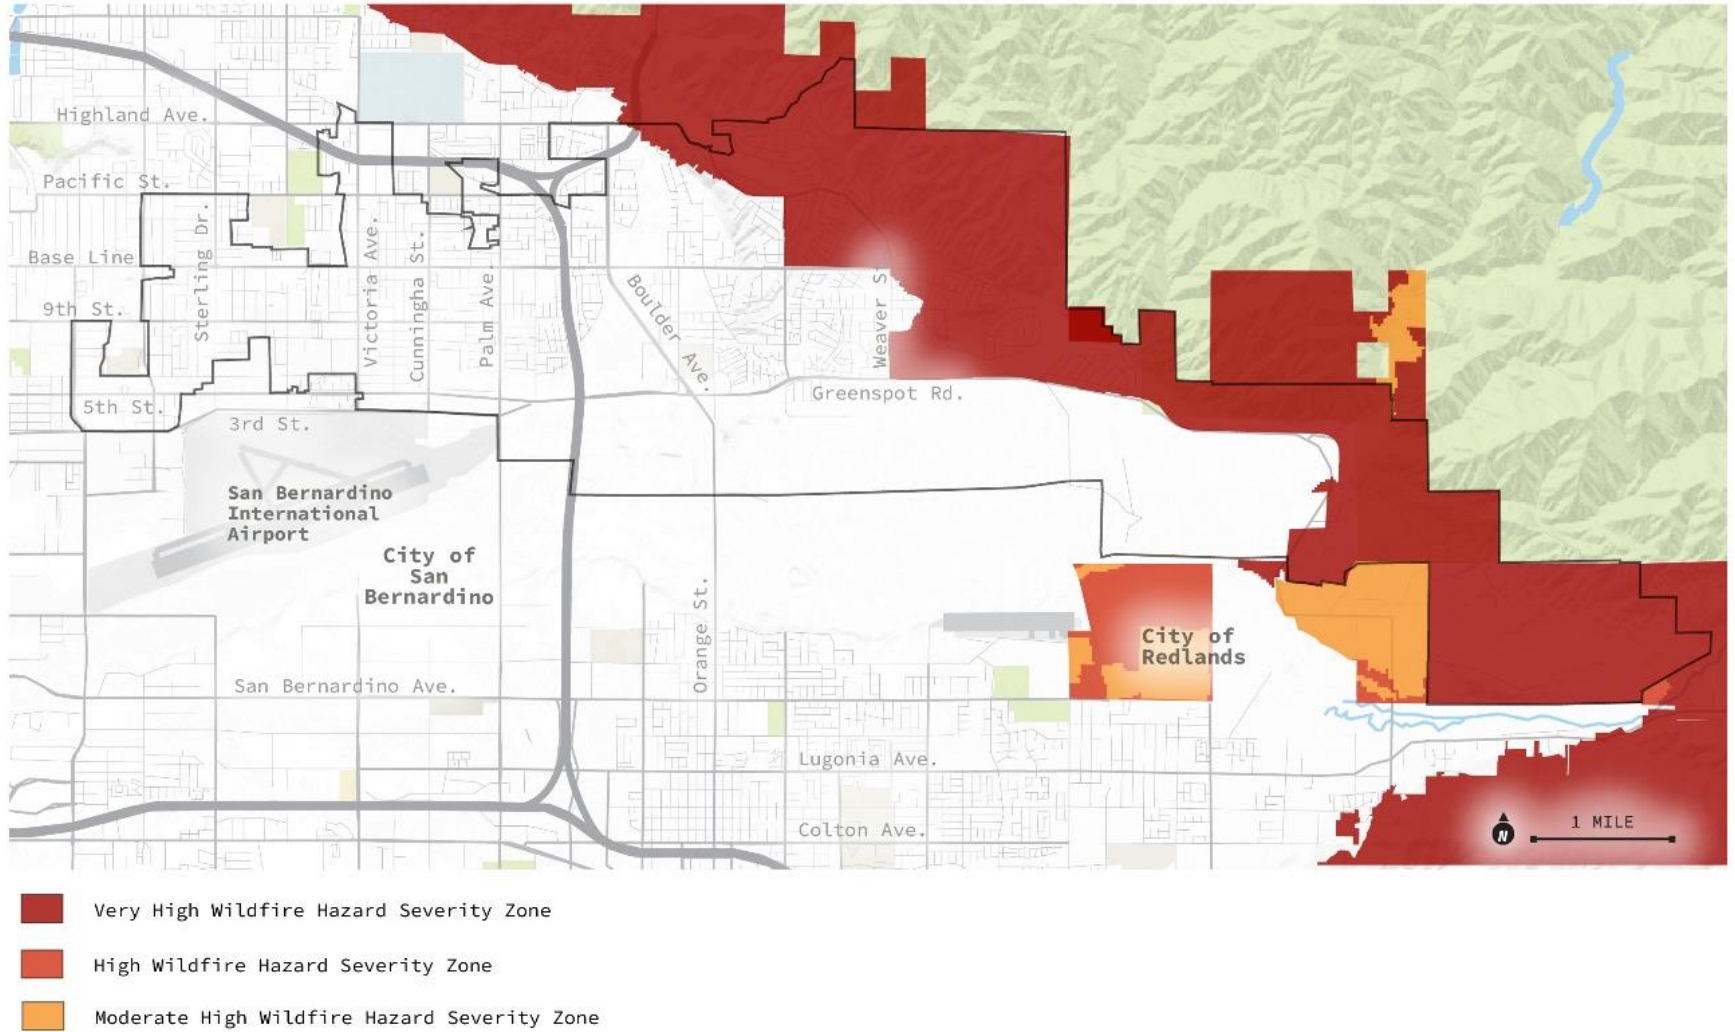 Highland Ave.
Pacific St.
Base Line
9th St.
5th St.
3rd St.
Sterling Dr.
Victoria Ave.
Cunningha St.
Palm Ave.
Boulder Ave.
Weaver S
Greenspot Rd.
San Bernardino
International
Airport
City of
San
Bernardino
Orange St.
City of
Redlands
San Bernardino Ave.
Lugonia Ave.
Colton Ave.
N
1 MILE
Very High Wildfire Hazard Severity Zone
High Wildfire Hazard Severity Zone
Moderate High Wildfire Hazard Severity Zone